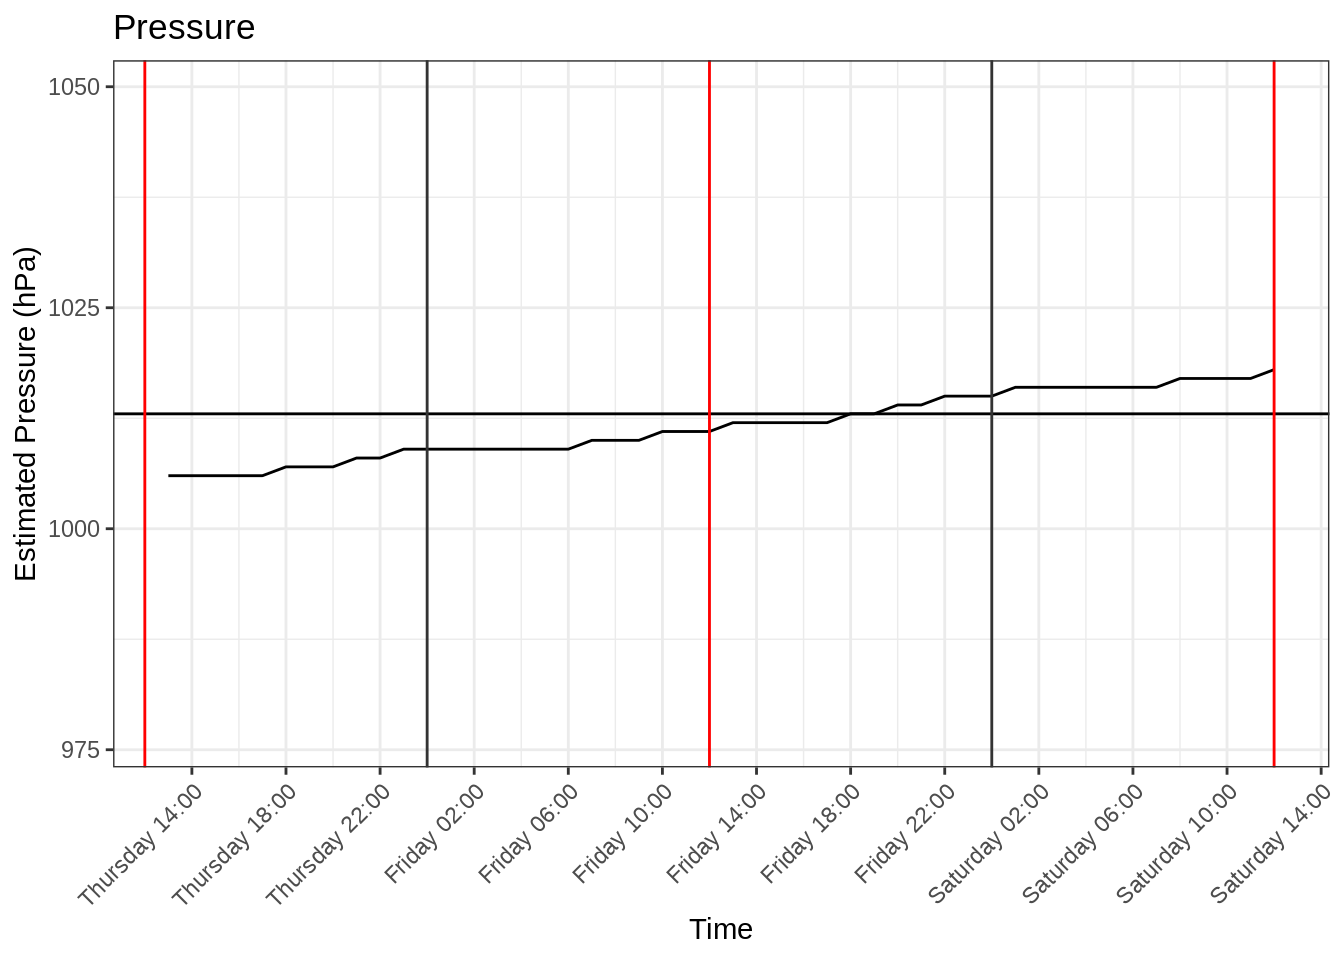 Pressure
Estimated Pressure (hPa)
1050
1025
1000
975
Thursday 14:00
Thursday 18:00
Thursday 22:00
Friday 02:00
Friday 06:00
Friday 10:00
Friday 14:00
Friday 18:00
Friday 22:00
Saturday 02:00
Saturday 06:00
Saturday 10:00
Saturday 14:00
Time